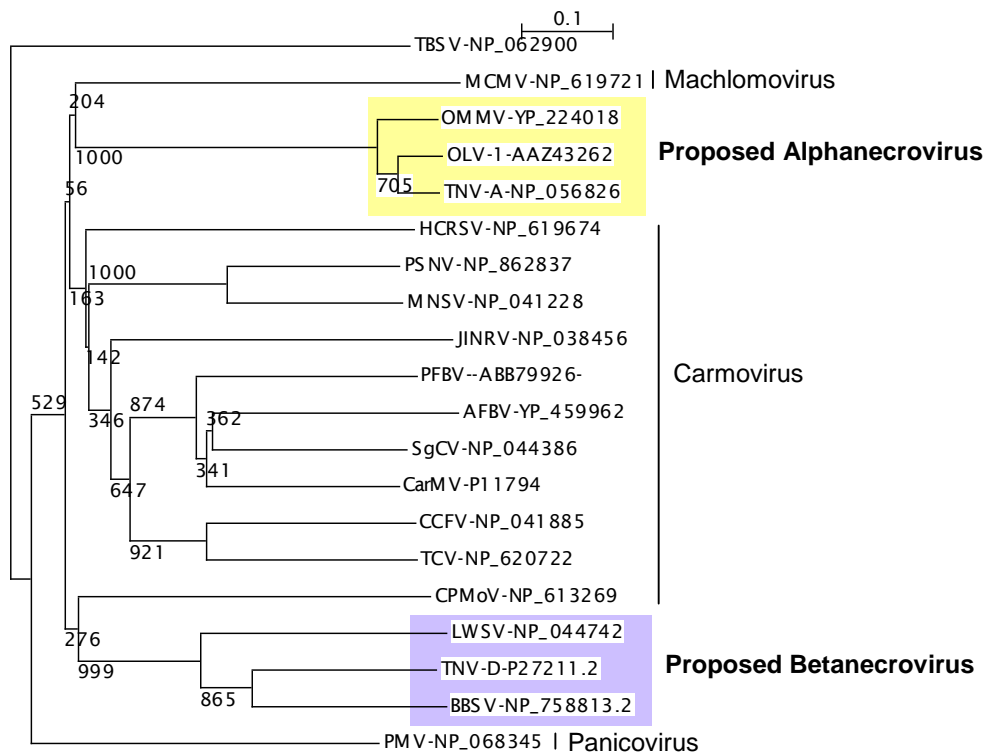 0.1
TBSV-NP_062900
MCMV-NP_619721 | Machlomovirus
204
OMMV-YP_224018
1000
OLV-1-AAZ43262 Proposed Alphanecrovirus
705
TNV-A-NP_056826
56
HCRSV-NP_619674
PSNV-NP_862837
1000
163
MNSV-NP_041228
JINRV-NP_038456
142
PFBV--ABB79926- Carmovirus
529
874
AFBV-YP_459962
362
346
SgCV-NP_044386
341
647
CarMV-P11794
CCFV-NP_041885
921
TCV-NP_620722
CPMoV-NP_613269
276
LWSV-NP_044742
999
TNV-D-P27211.2 Proposed Betanecrovirus
865
BBSV-NP_758813.2
PMV-NP_068345 | Panicovirus